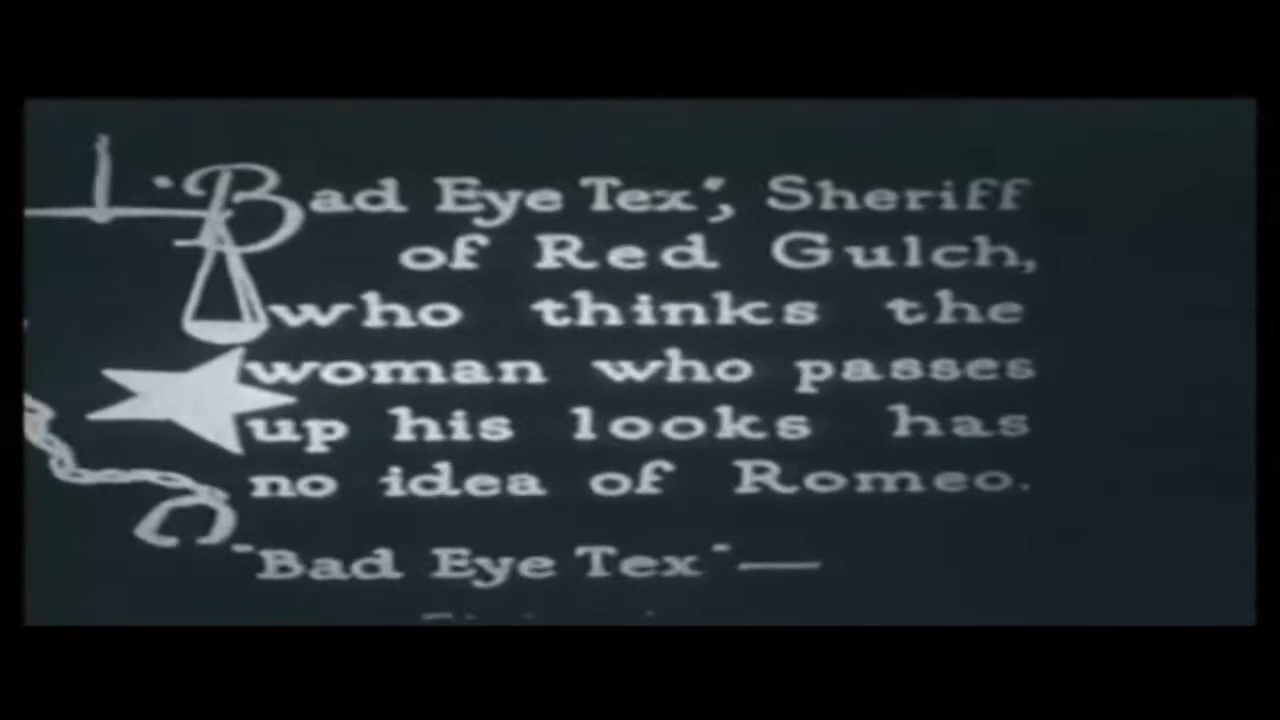 "Bad Eye Tex", Sheriff
of Red Gulch,
who thinks the
woman who passes
up his looks has
no idea of Romeo.
"Bad Eye Tex"—